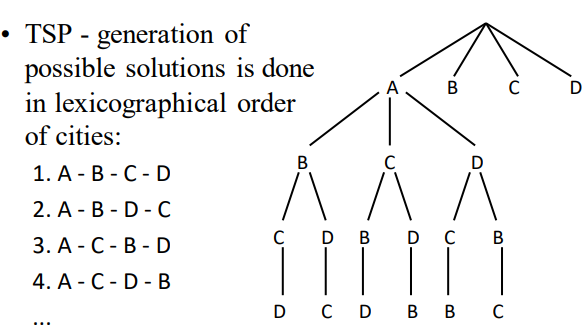 • TSP - generation of
possible solutions is done
in lexicographical order
of cities:
1. A - B - C - D
2. A - B - D - C
3. A - C - B - D
4. A - C - D - B
...
A B C D
B C D
C D B D C B
D C D B B C